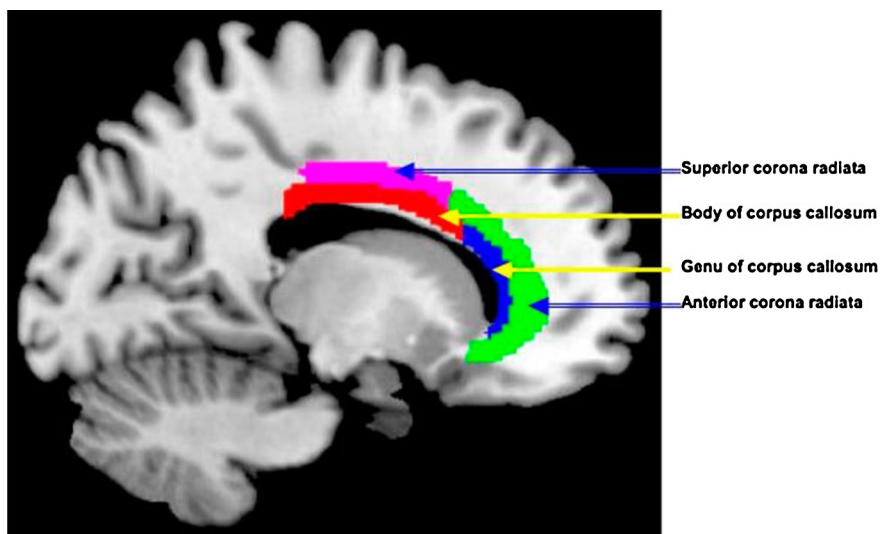 Superior corona radiata
Body of corpus callosum
Genu of corpus callosum
Anterior corona radiata